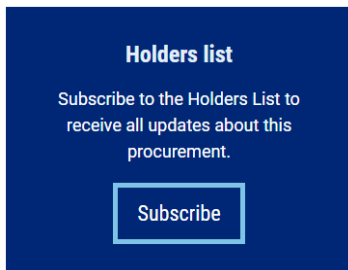 Holders list
Subscribe to the Holders List to
receive all updates about this
procurement.
Subscribe